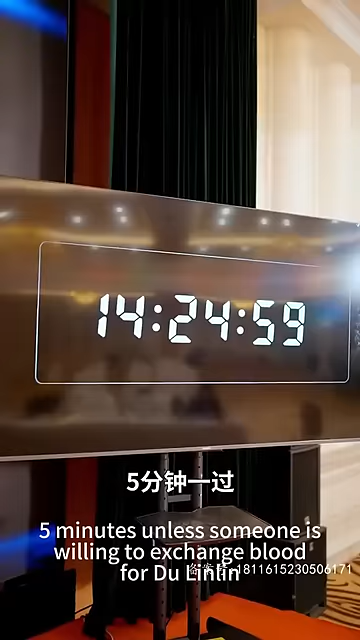 14:24:59
5分钟一过
5 minutes unless someone is
willing to exchange blood
for Du Linlin
1811615230506171